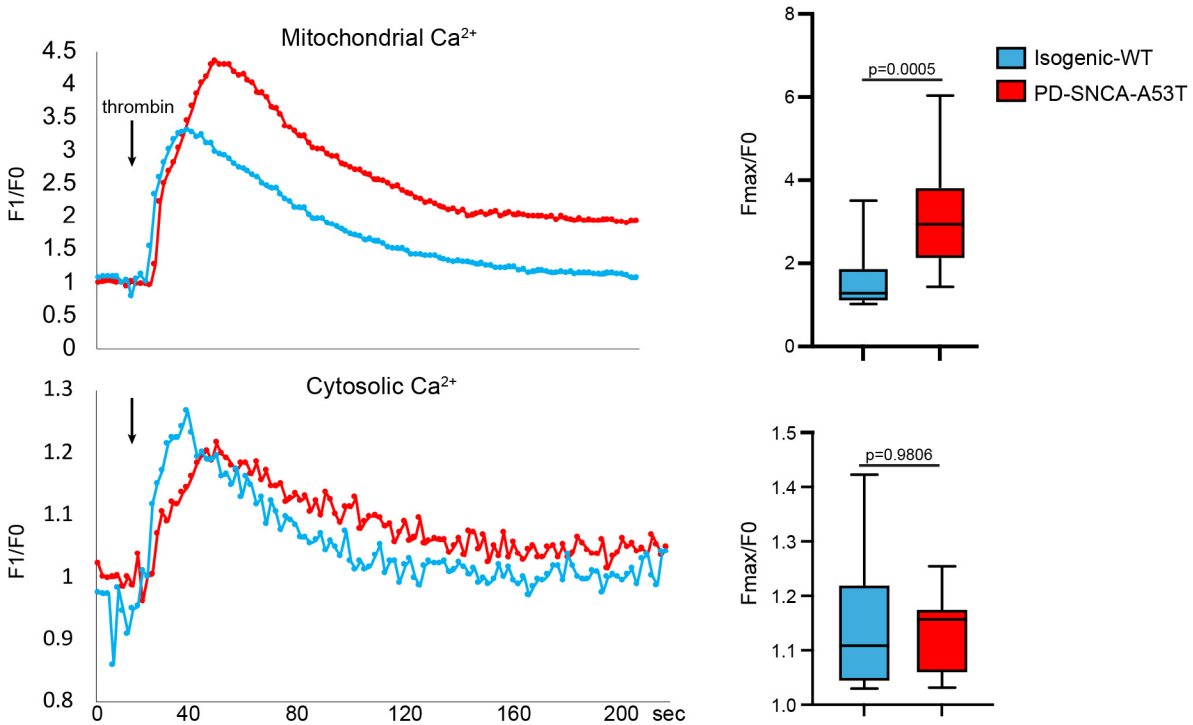 Mitochondrial Ca²⁺
4.5
4
3.5
3
2.5
2
1.5
1
0.5
0
F1/F0
thrombin
8
6
4
2
0
Fmax/F0
p=0.0005
Isogenic-WT
PD-SNCA-A53T
Cytosolic Ca²⁺
1.3
1.2
1.1
1
0.9
0.8
F1/F0
0 40 80 120 160 200 sec
1.5
1.4
1.3
1.2
1.1
1.0
Fmax/F0
p=0.9806